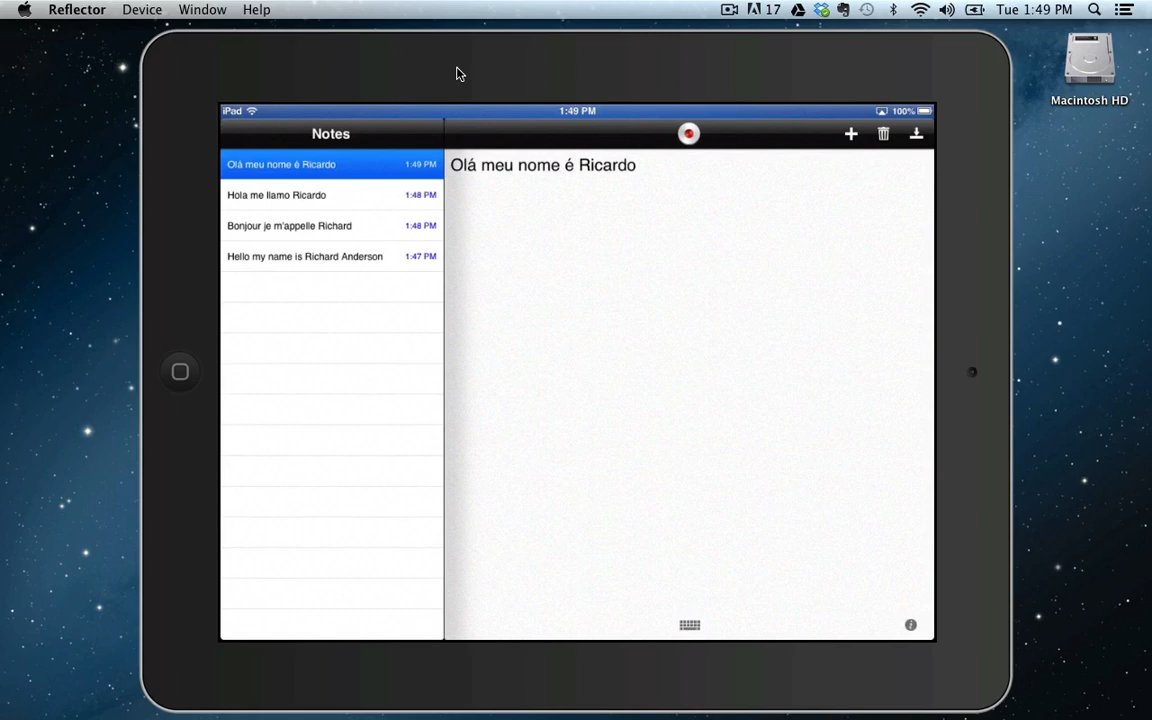 Reflector Device Window Help 17 Tue 1:49 PM
Macintosh HD
iPad 1:49 PM 100%
Notes
Olá meu nome é Ricardo 1:49 PM
Hola me llamo Ricardo 1:48 PM
Bonjour je m'appelle Richard 1:48 PM
Hello my name is Richard Anderson 1:47 PM
Olá meu nome é Ricardo